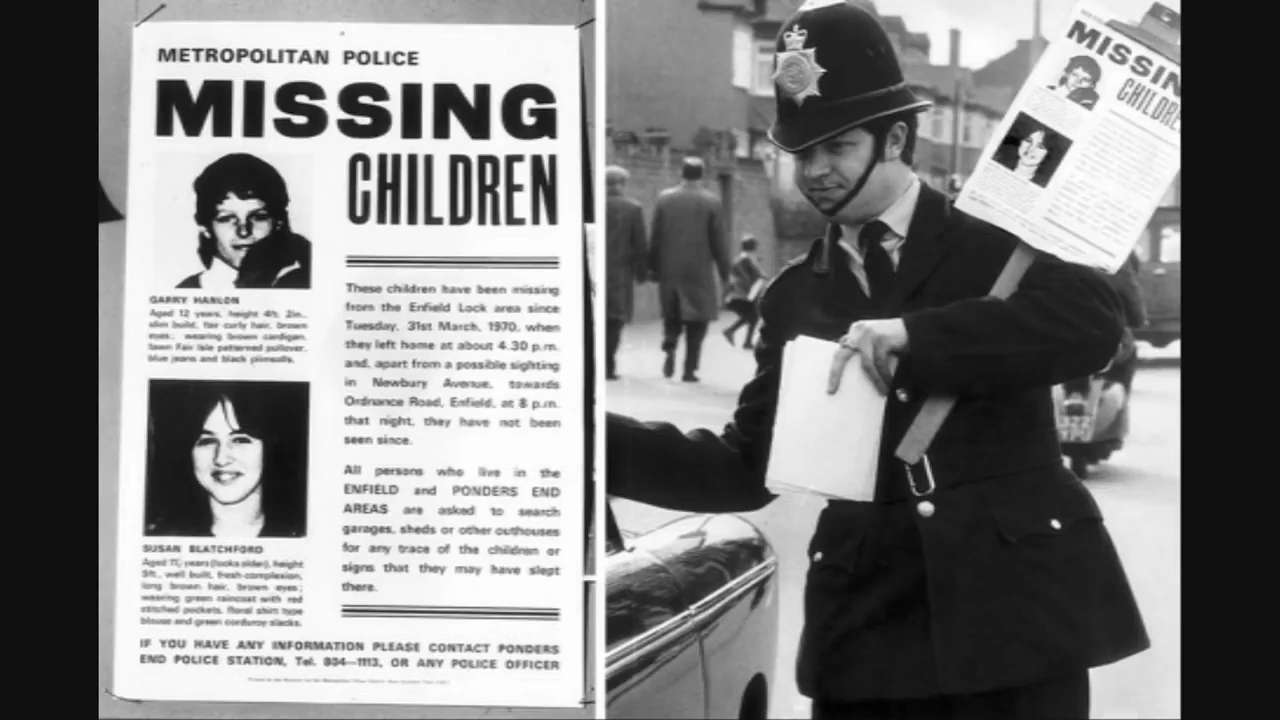 METROPOLITAN POLICE
MISSING
CHILDREN
GARRY HANLON
Aged 12 years, height 4ft. 2in.,
slim build, fair curly hair, brown
eyes; wearing brown cardigan,
fawn Fair Isle patterned pullover,
blue jeans and black plimsolls.
SUSAN BLATCHFORD
Aged 11, years (looks older), height
5ft., well built, fresh-complexion,
long brown hair, brown eyes;
wearing green raincoat with red
stitched pockets, floral shirt type
blouse and green corduroy slacks.
These children have been missing
from the Enfield Lock area since
Tuesday, 31st March, 1970, when
they left home at about 4.30 p.m.
and, apart from a possible sighting
in Newbury Avenue, towards
Ordnance Road, Enfield, at 8 p.m.
that night, they have not been
seen since.
All persons who live in the
ENFIELD and PONDERS END
AREAS are asked to search
garages, sheds or other outhouses
for any trace of the children or
signs that they may have slept
there.
IF YOU HAVE ANY INFORMATION PLEASE CONTACT PONDERS
END POLICE STATION, Tel. 804—1113, OR ANY POLICE OFFICER
MISSIN
CHILDRE